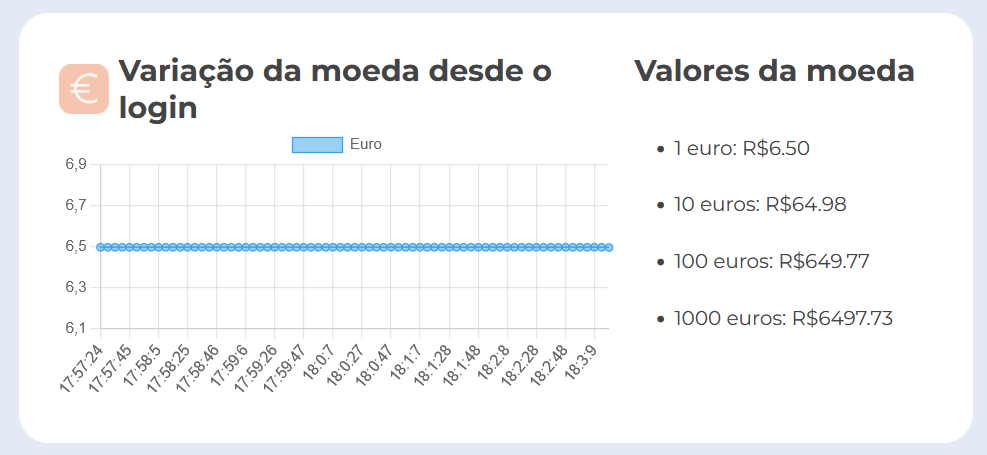 € Variação da moeda desde o
login
Euro
6,9
6,7
6,5
6,3
6,1
17:57:24
17:57:45
17:58:5
17:58:25
17:58:46
17:59:6
17:59:26
17:59:47
18:0:7
18:0:27
18:0:47
18:1:7
18:1:28
18:1:48
18:2:8
18:2:28
18:2:48
18:3:9
Valores da moeda
• 1 euro: R$6.50
• 10 euros: R$64.98
• 100 euros: R$649.77
• 1000 euros: R$6497.73